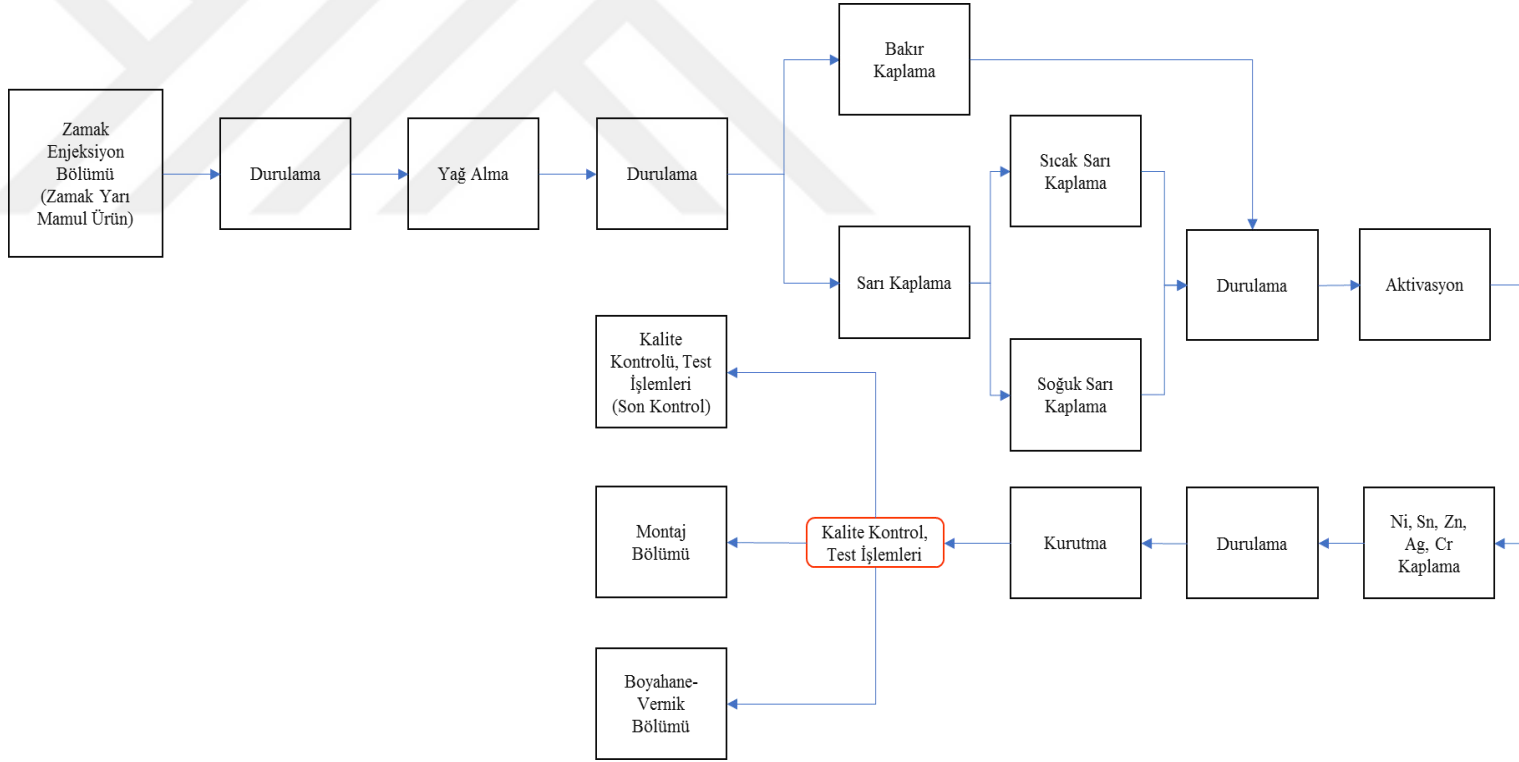 Zamak
Enjeksiyon
Bölümü
(Zamak Yarı
Mamul Ürün)
Durulama
Yağ Alma
Durulama
Bakır
Kaplama
Sarı Kaplama
Sıcak Sarı
Kaplama
Soğuk Sarı
Kaplama
Durulama
Aktivasyon
Ni, Sn, Zn,
Ag, Cr
Kaplama
Durulama
Kurutma
Kalite Kontrol,
Test İşlemleri
Kalite
Kontrolü, Test
İşlemleri
(Son Kontrol)
Montaj
Bölümü
Boyahane-
Vernik
Bölümü